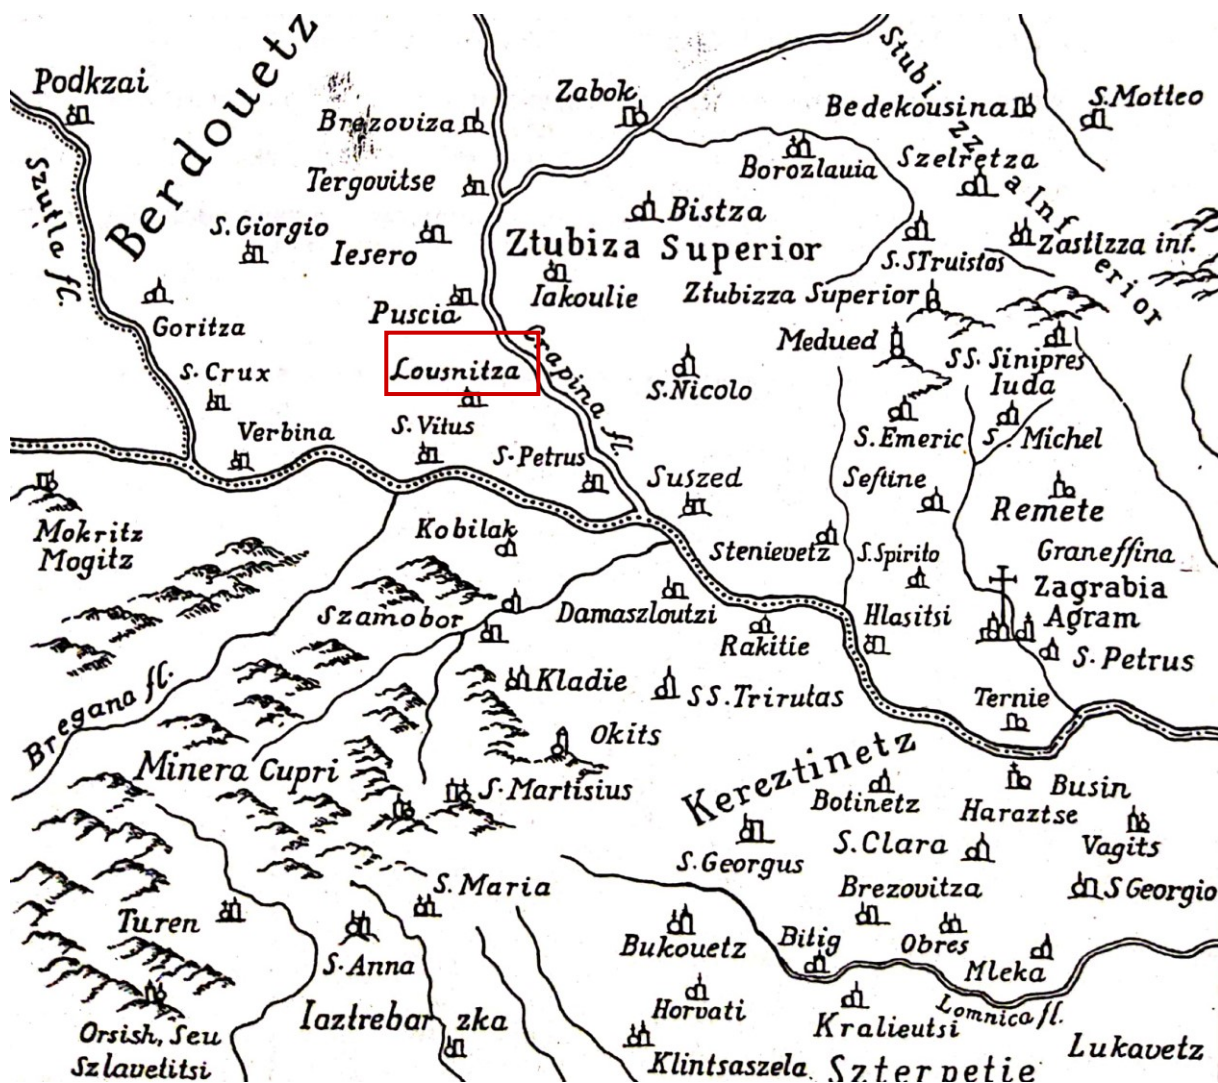 Podkzai
Berdouetz
Brezoviza
Zabok
Stubizza Inferior
Bedekousina
S. Motteo
Szutla fl.
Tergovitse
Borozlavia
Szelretza
S. Giorgio
Iesero
Bistza
Ztubiza Superior
S. STruistos
Zastizza inf.
Goritza
Puscia
Iakoulie
Ztubizza Superior
Crapina fl.
Medued
SS. Sinipres
Iuda
S. Crux
Lousnitza
S. Nicolo
S. Emeric
S. Michel
Verbina
S. Vitus
S. Petrus
Suszed
Seftine
Remete
Mokritz
Mogitz
Kobilak
Stenievetz
S. Spirito
Graneffina
Szamobor
Damaszloutzi
Rakitie
Hlasitsi
Zagrabia
Agram
S. Petrus
Bregana fl.
Kladie
SS. Trirutas
Ternie
Okits
Minera Cupri
S. Martisius
Kereztinetz
Botinetz
Busin
Haraztse
S. Georgus
S. Clara
Vagits
S. Maria
Brezovitza
S Georgio
Turen
S. Anna
Bukouetz
Bitig
Obres
Mleka
Orsish, Seu
Szlavetitsi
Iaztrebar zka
Horvati
Kralieutsi
Lomnica fl.
Lukavetz
Klintsaszela
Szterpetie